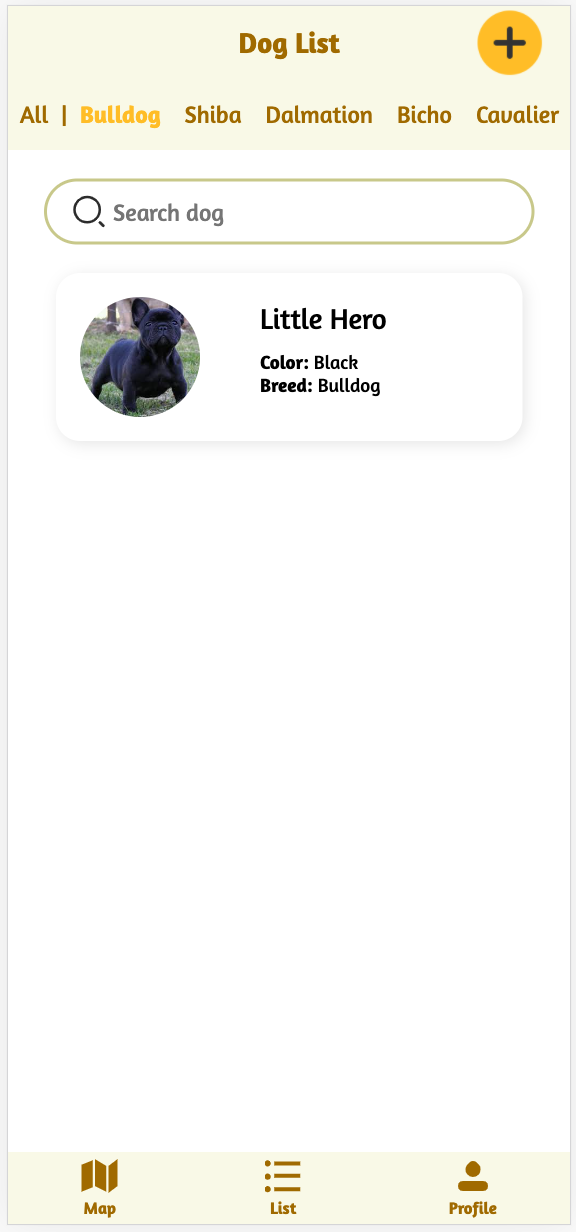 Dog List
All | Bulldog Shiba Dalmation Bicho Cavalier
Search dog
Little Hero
Color: Black
Breed: Bulldog
Map List Profile